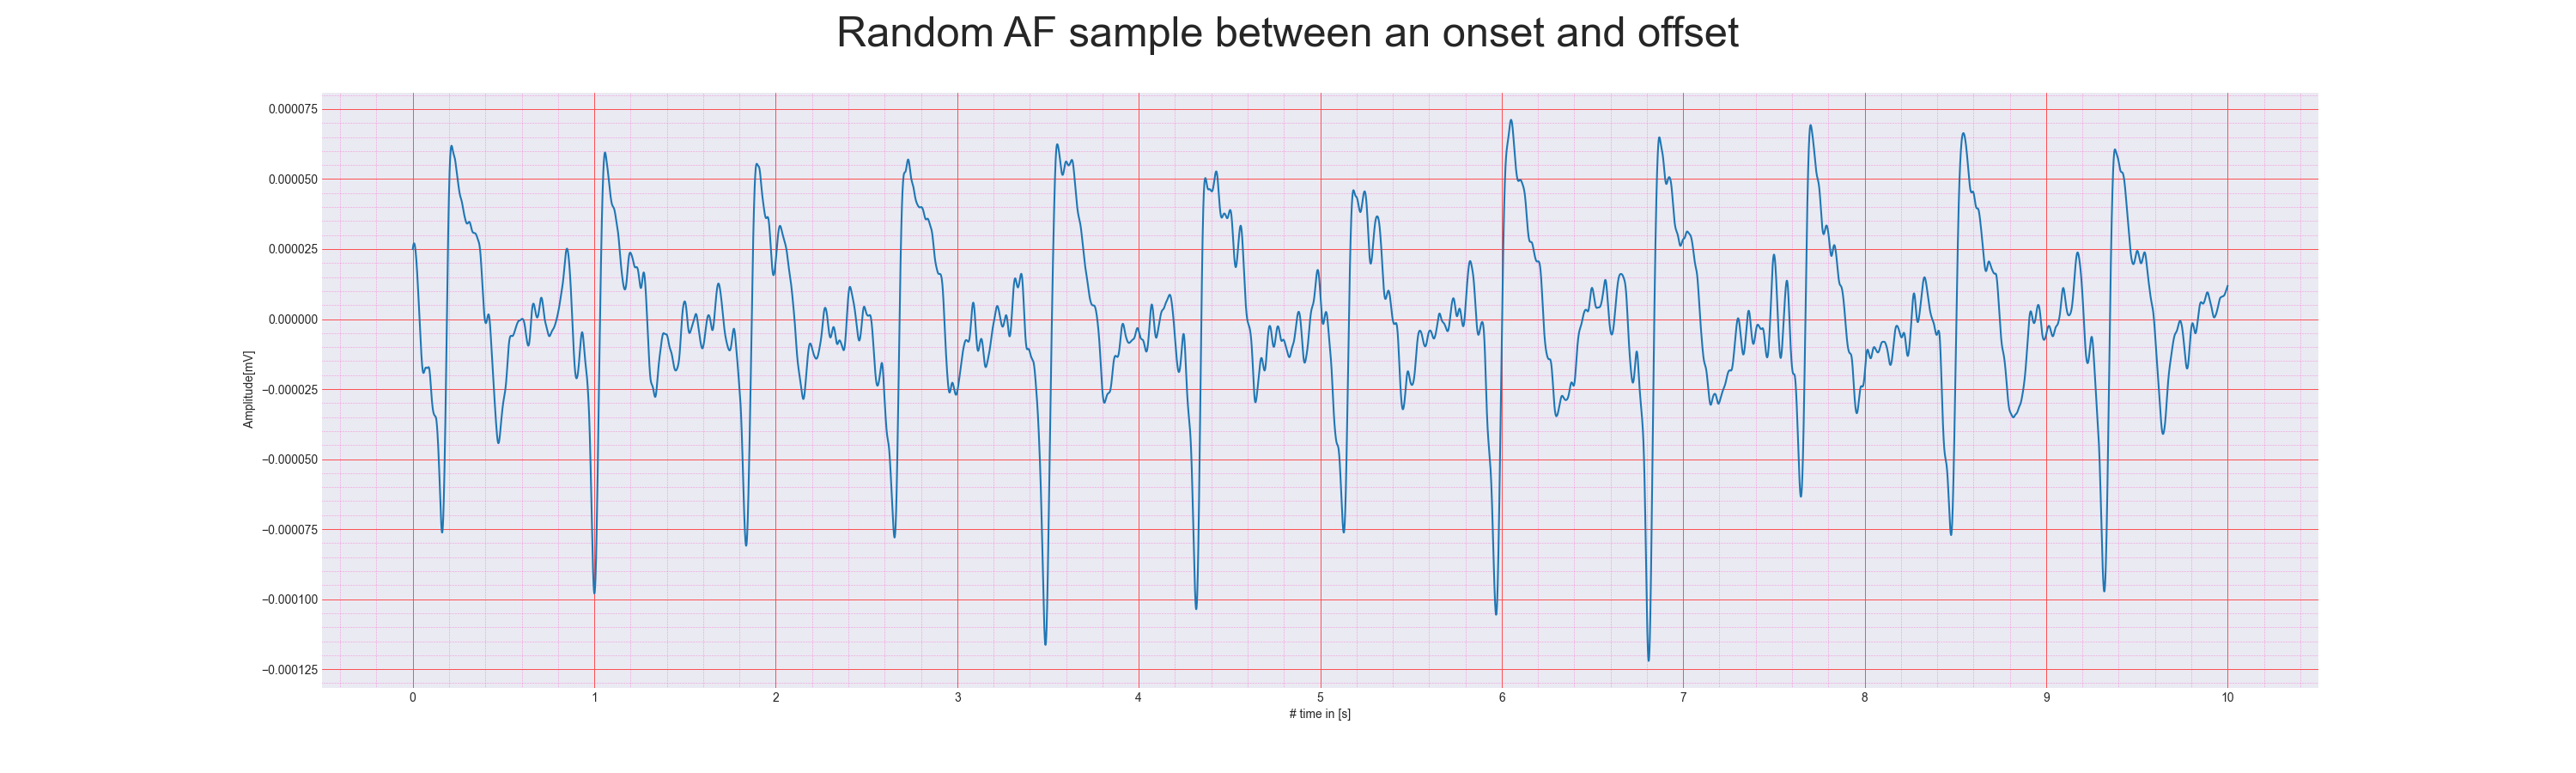 Random AF sample between an onset and offset
0.000075
0.000050
0.000025
0.000000
−0.000025
−0.000050
−0.000075
−0.000100
−0.000125
Amplitude[mV]
0 1 2 3 4 5 6 7 8 9 10
# time in [s]